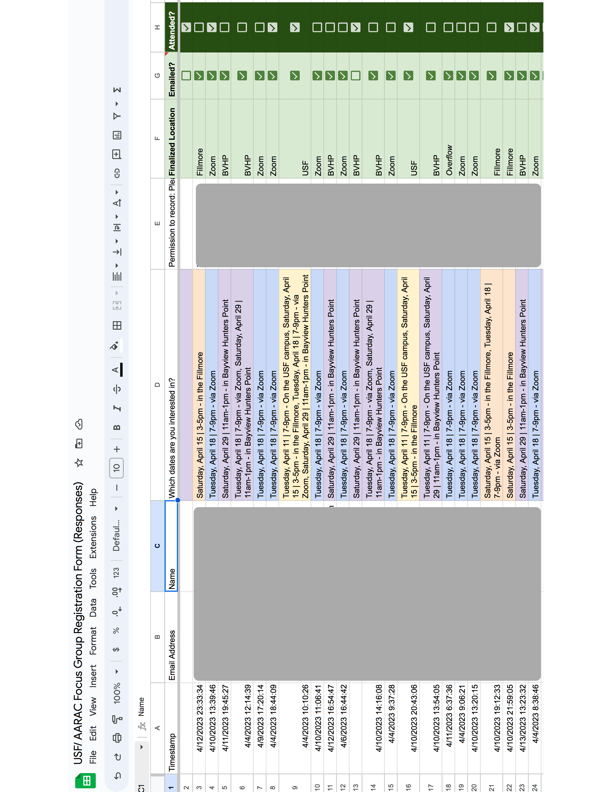 USF/ AARAC Focus Group Registration Form (Responses)
File Edit View Insert Format Data Tools Extensions Help
100% $ % .0 .00 123 Defaul... − 10 + B I A
C1 fx Name
A B C D E F G H
1 Timestamp Email Address Name Which dates are you interested in? Permission to record: Plea Finalized Location Emailed? Attended?
2
3 4/12/2023 23:33:34 Saturday, April 15 | 3-5pm - in the Fillmore Fillmore
4 4/10/2023 13:39:46 Tuesday, April 18 | 7-9pm - via Zoom Zoom
5 4/11/2023 19:45:27 Saturday, April 29 | 11am-1pm - in Bayview Hunters Point BVHP
Tuesday, April 18 | 7-9pm - via Zoom, Saturday, April 29 |
6 4/4/2023 12:14:39 11am-1pm - in Bayview Hunters Point BVHP
7 4/9/2023 17:20:14 Tuesday, April 18 | 7-9pm - via Zoom Zoom
8 4/4/2023 18:44:09 Tuesday, April 18 | 7-9pm - via Zoom Zoom
Tuesday, April 11 | 7-9pm - On the USF campus, Saturday, April
15 | 3-5pm - in the Fillmore, Tuesday, April 18 | 7-9pm - via
9 4/4/2023 10:10:26 Zoom, Saturday, April 29 | 11am-1pm - in Bayview Hunters Point USF
10 4/10/2023 11:06:41 Tuesday, April 18 | 7-9pm - via Zoom Zoom
11 4/12/2023 16:54:47 Saturday, April 29 | 11am-1pm - in Bayview Hunters Point BVHP
12 4/6/2023 16:44:42 Tuesday, April 18 | 7-9pm - via Zoom Zoom
13 Saturday, April 29 | 11am-1pm - in Bayview Hunters Point BVHP
Tuesday, April 18 | 7-9pm - via Zoom, Saturday, April 29 |
14 4/10/2023 14:16:08 11am-1pm - in Bayview Hunters Point BVHP
15 4/4/2023 9:37:28 Tuesday, April 18 | 7-9pm - via Zoom Zoom
Tuesday, April 11 | 7-9pm - On the USF campus, Saturday, April
16 4/10/2023 20:43:06 15 | 3-5pm - in the Fillmore USF
Tuesday, April 11 | 7-9pm - On the USF campus, Saturday, April
17 4/10/2023 13:54:05 29 | 11am-1pm - in Bayview Hunters Point BVHP
18 4/11/2023 6:37:36 Tuesday, April 18 | 7-9pm - via Zoom Overflow
19 4/4/2023 9:06:21 Tuesday, April 18 | 7-9pm - via Zoom Zoom
20 4/10/2023 13:20:15 Tuesday, April 18 | 7-9pm - via Zoom Zoom
Saturday, April 15 | 3-5pm - in the Fillmore, Tuesday, April 18 |
21 4/10/2023 19:12:33 7-9pm - via Zoom Fillmore
22 4/10/2023 21:59:05 Saturday, April 15 | 3-5pm - in the Fillmore Fillmore
23 4/13/2023 13:23:32 Saturday, April 29 | 11am-1pm - in Bayview Hunters Point BVHP
24 4/4/2023 8:38:46 Tuesday, April 18 | 7-9pm - via Zoom Zoom